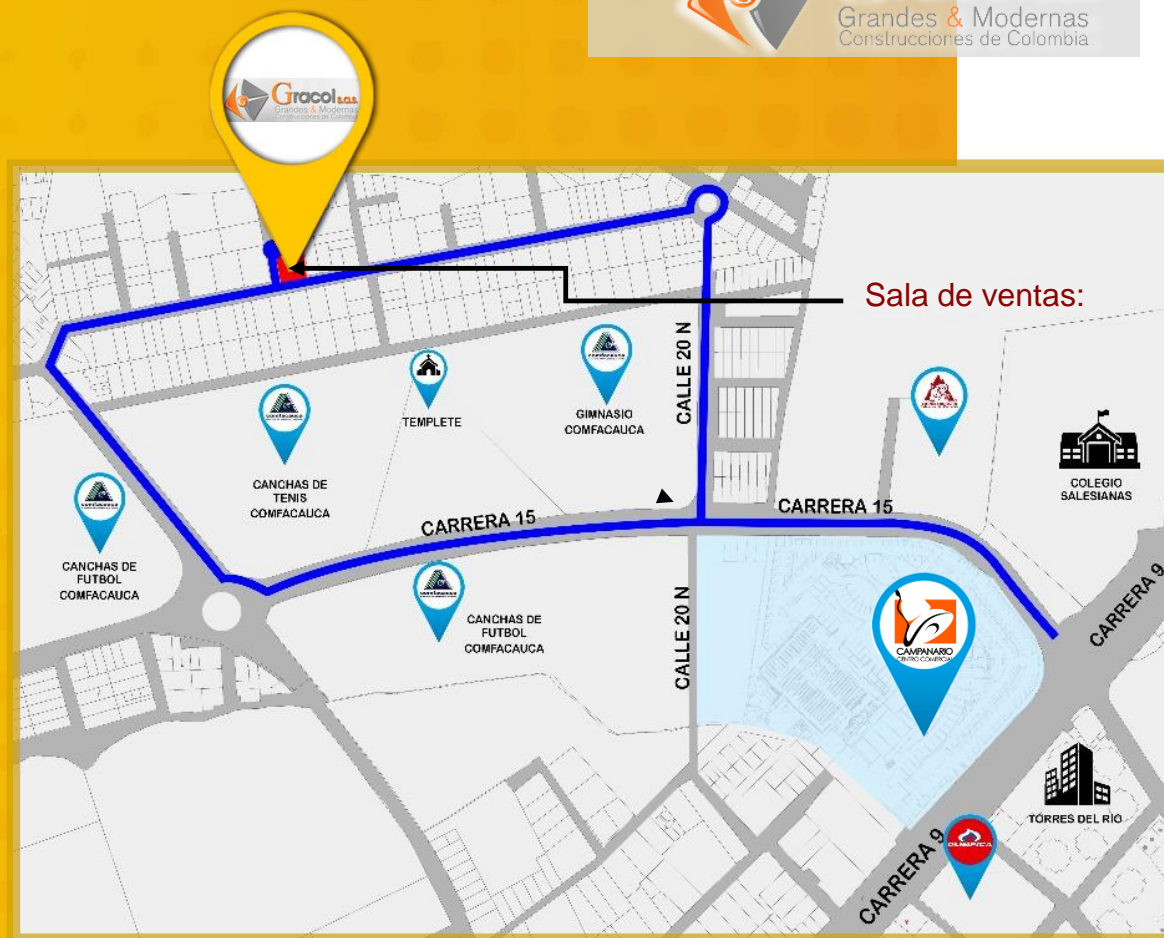 Grandes & Modernas
Construcciones de Colombia
Gracol s.a.s.
Grandes & Modernas
Construcciones de Colombia
Sala de ventas:
CALLE 20 N
TEMPLETE
GIMNASIO
COMFACAUCA
CANCHAS DE
TENIS
COMFACAUCA
COLEGIO
SALESIANAS
CARRERA 15
CARRERA 15
CANCHAS DE
FUTBOL
COMFACAUCA
CANCHAS DE
FUTBOL
COMFACAUCA
CALLE 20 N
CAMPANARIO
CENTRO COMERCIAL
CARRERA 9
TORRES DEL RIO
OLIMPICA
CARRERA 9